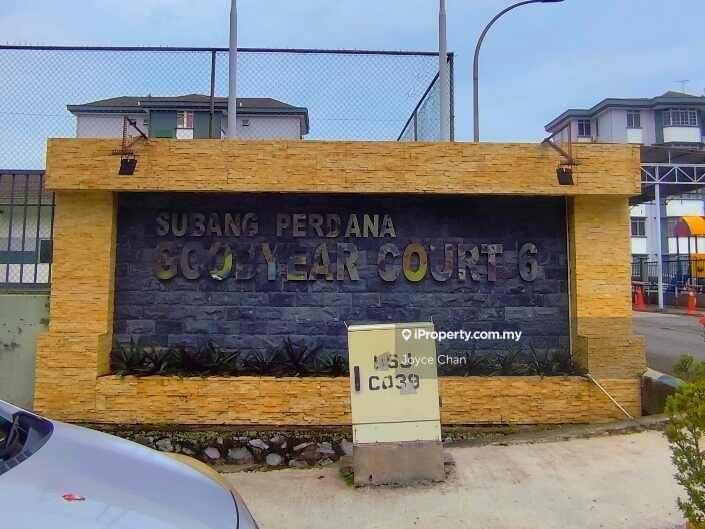 SUBANG PERDANA
GOODYEAR COURT 6
iProperty.com.my
Joyce Chan
C039